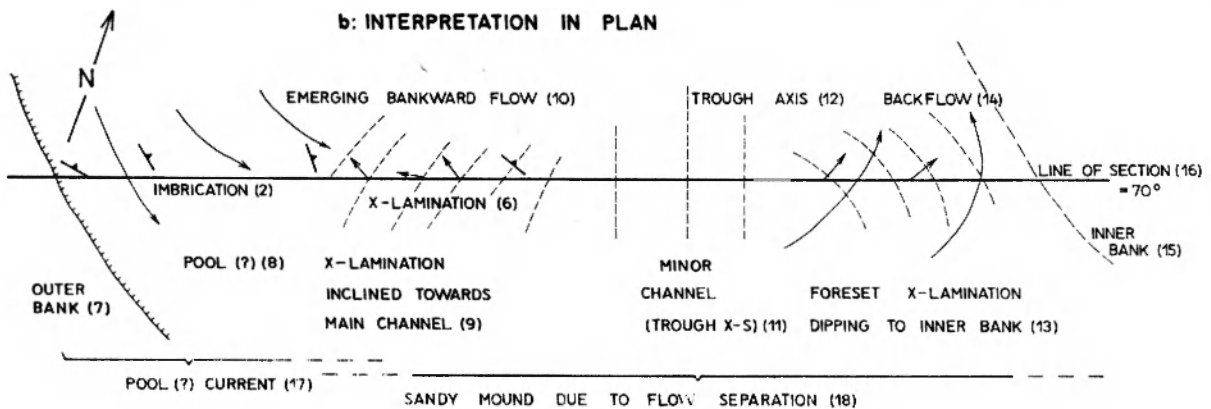 b: INTERPRETATION IN PLAN
N
EMERGING BANKWARD FLOW (10)
TROUGH AXIS (12)
BACKFLOW (14)
LINE OF SECTION (16)
= 70°
IMBRICATION (2)
X-LAMINATION (6)
INNER
BANK (15)
OUTER
BANK (7)
POOL (?) (8)
X-LAMINATION
INCLINED TOWARDS
MAIN CHANNEL (9)
MINOR
CHANNEL
(TROUGH X-S) (11)
FORESET X-LAMINATION
DIPPING TO INNER BANK (13)
POOL (?) CURRENT (17)
SANDY MOUND DUE TO FLOW SEPARATION (18)